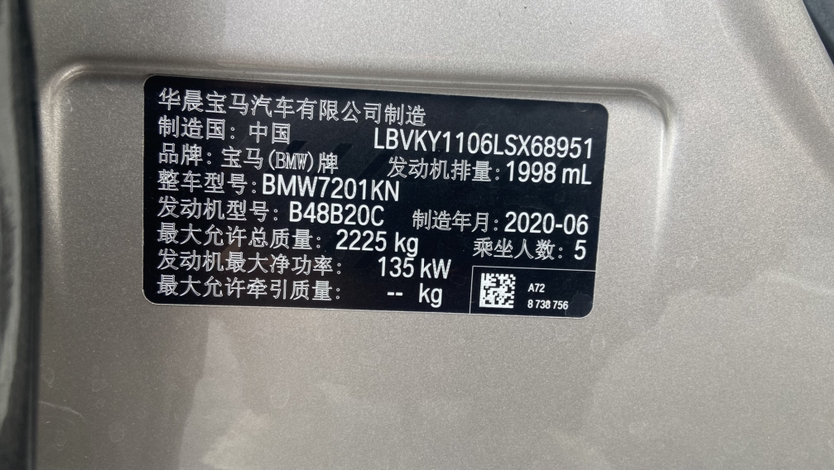 华晨宝马汽车有限公司制造
制造国：中国 LBVKY1106LSX68951
品牌：宝马(BMW)牌 发动机排量：1998 mL
整车型号：BMW7201KN
发动机型号：B48B20C 制造年月：2020-06
最大允许总质量：2225 kg 乘坐人数：5
发动机最大净功率：135 kW
最大允许牵引质量：-- kg
A72
8 738 756